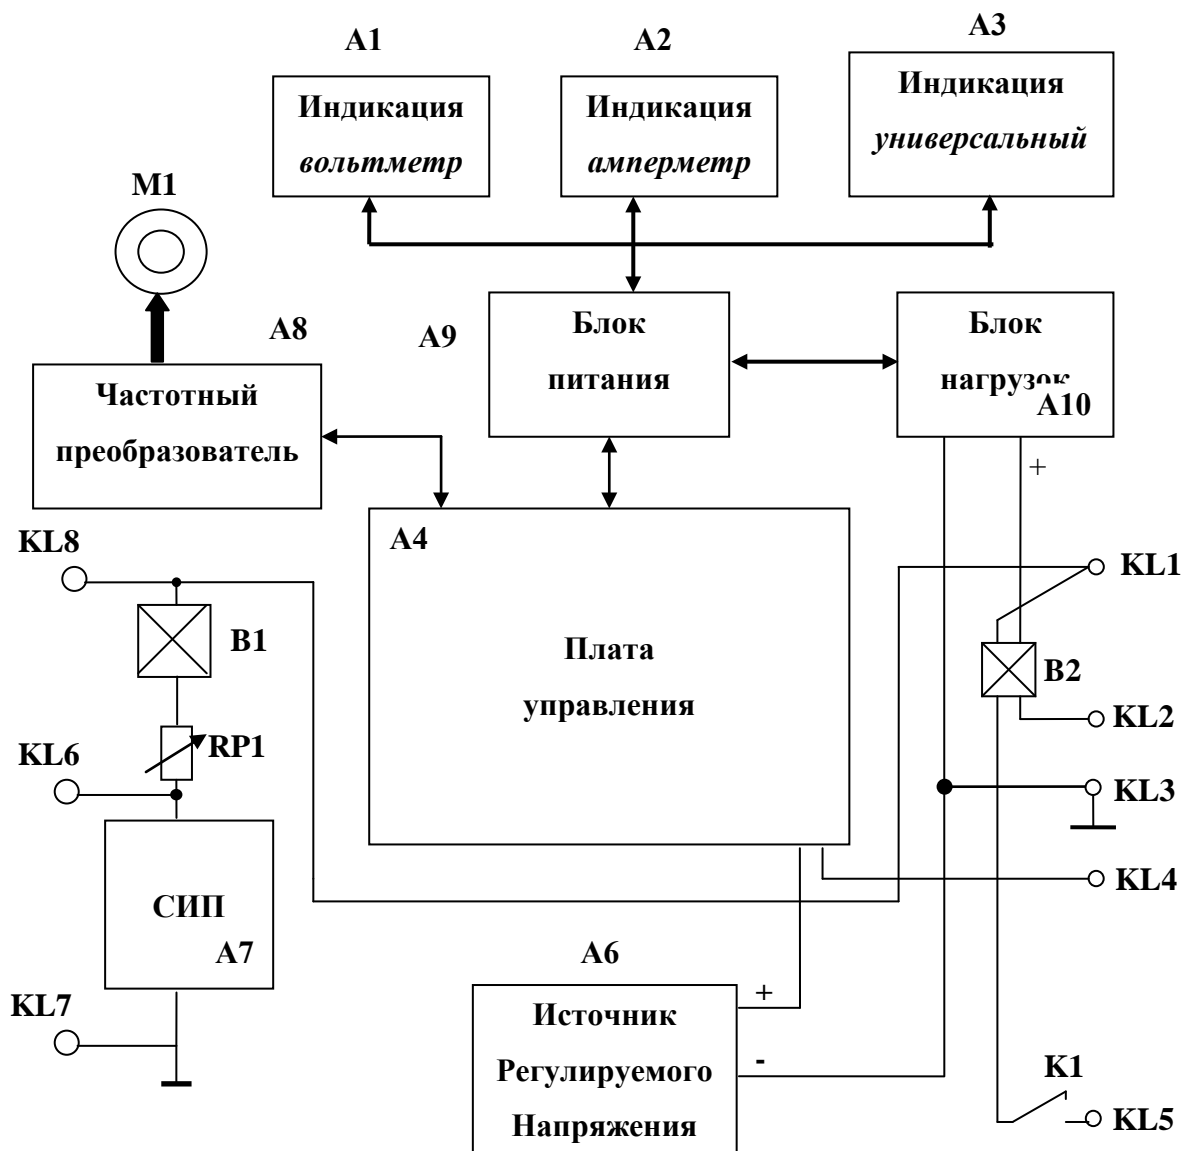 A1
A2
A3
Индикация
вольтметр
Индикация
амперметр
Индикация
универсальный
M1
A8
A9
Блок
питания
Блок
нагрузок
A10
Частотный
преобразователь
+
KL8
A4
KL1
B1
Плата
управления
B2
KL2
KL6
RP1
KL3
KL4
СИП
A7
A6
KL7
+
Источник
-
Регулируемого
K1
Напряжения
KL5